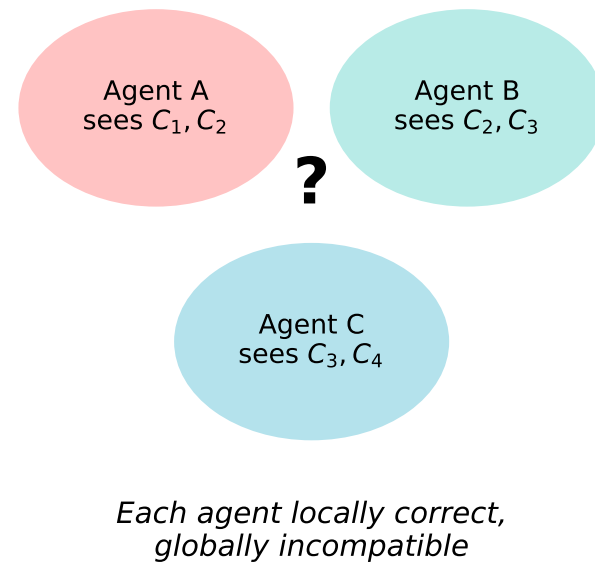 Agent A
sees C₁, C₂
Agent B
sees C₂, C₃
?
Agent C
sees C₃, C₄
Each agent locally correct,
globally incompatible